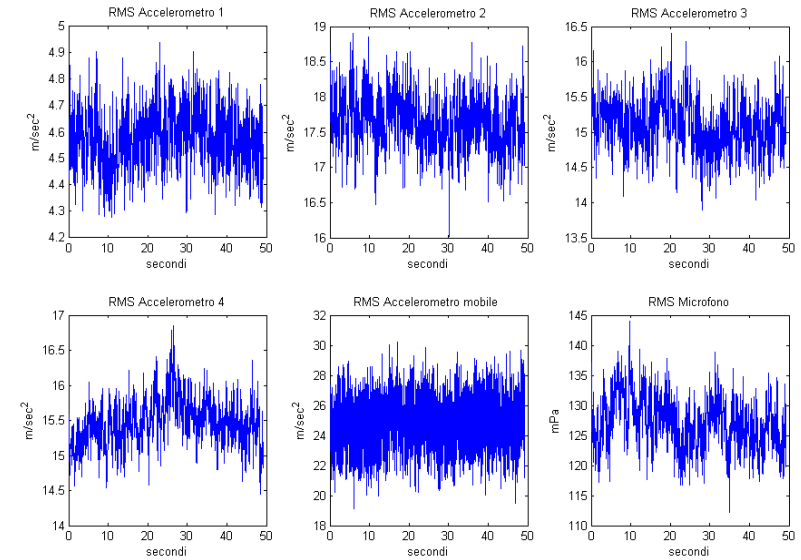 RMS Accelerometro 1
5
4.9
4.8
4.7
4.6
4.5
4.4
4.3
4.2
m/sec²
0 10 20 30 40 50
secondi
RMS Accelerometro 2
19
18.5
18
17.5
17
16.5
16
m/sec²
0 10 20 30 40 50
secondi
RMS Accelerometro 3
16.5
16
15.5
15
14.5
14
13.5
m/sec²
0 10 20 30 40 50
secondi
RMS Accelerometro 4
17
16.5
16
15.5
15
14.5
14
m/sec²
0 10 20 30 40 50
secondi
RMS Accelerometro mobile
32
30
28
26
24
22
20
18
m/sec²
0 10 20 30 40 50
secondi
RMS Microfono
145
140
135
130
125
120
115
110
mPa
0 10 20 30 40 50
secondi